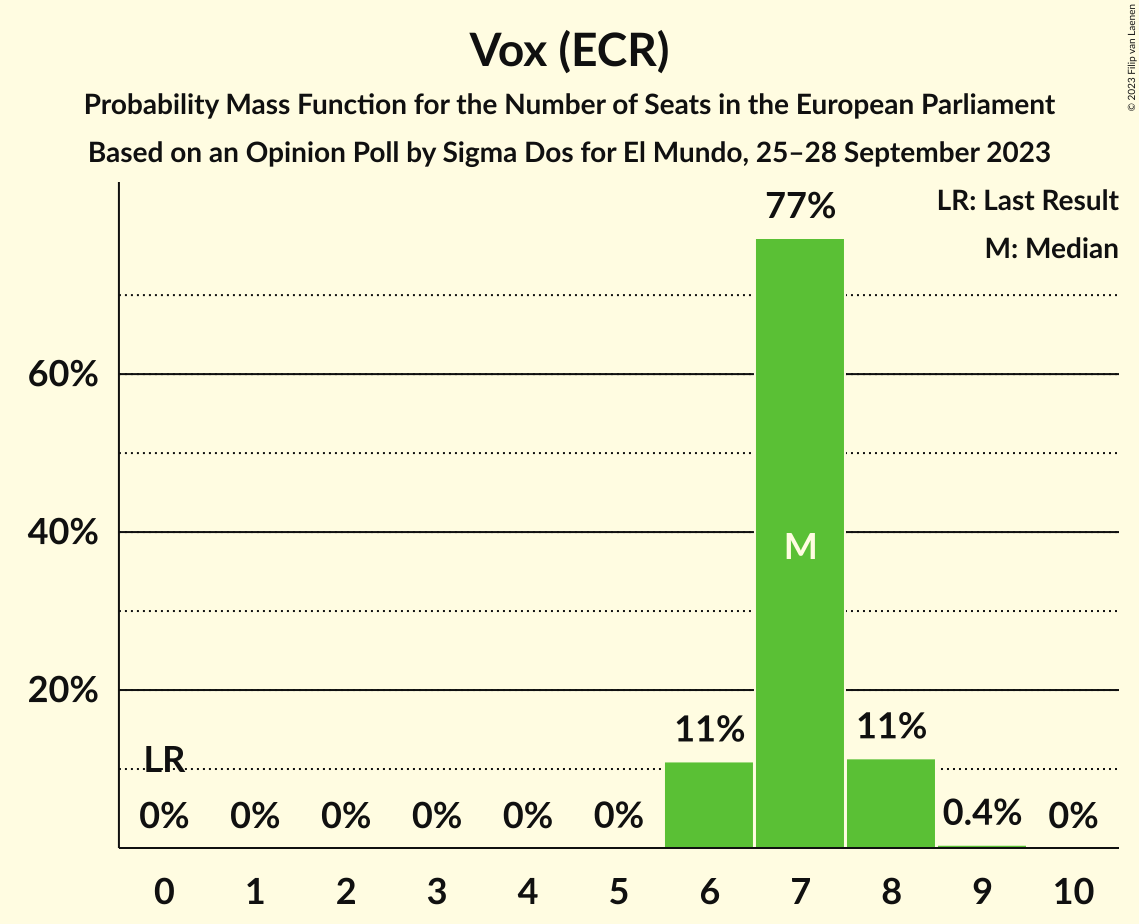 Vox (ECR)
Probability Mass Function for the Number of Seats in the European Parliament
Based on an Opinion Poll by Sigma Dos for El Mundo, 25–28 September 2023
© 2023 Filip van Laenen
LR: Last Result
M: Median
77%
60%
40%
20%
M
LR
0% 0% 0% 0% 0% 0% 11% 11% 0.4% 0%
0 1 2 3 4 5 6 7 8 9 10